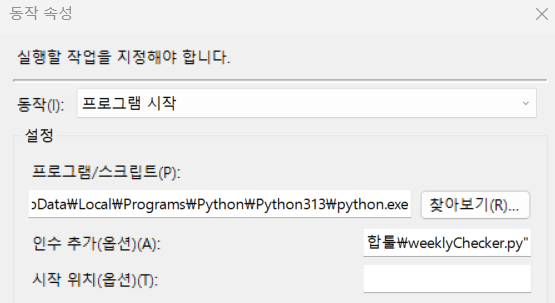 동작 속성
실행할 작업을 지정해야 합니다.
동작(I): 프로그램 시작
설정
프로그램/스크립트(P):
Data₩Local₩Programs₩Python₩Python313₩python.exe 찾아보기(R)...
인수 추가(옵션)(A): 합툴₩weeklyChecker.py"
시작 위치(옵션)(T):